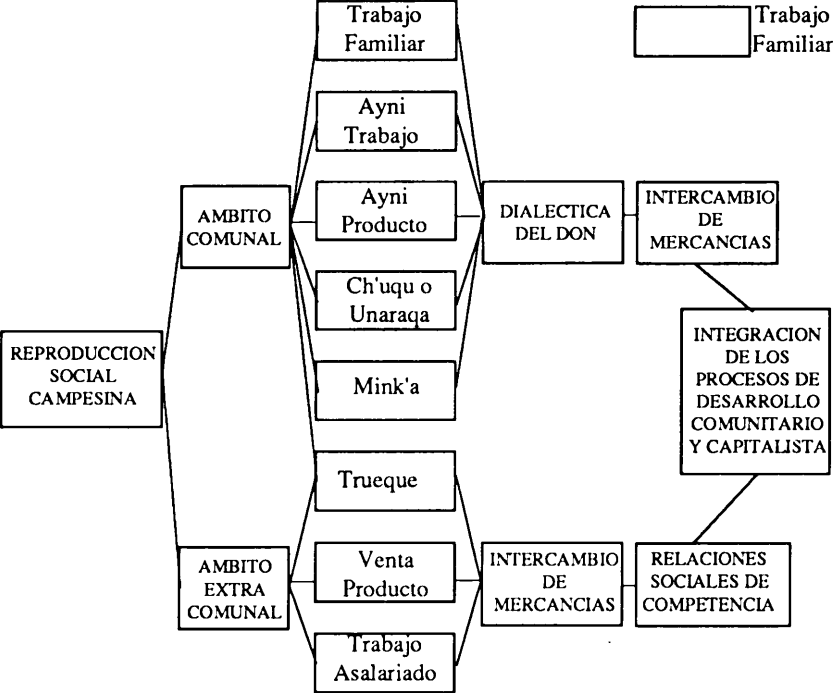 Trabajo
Familiar
Trabajo
Familiar
Ayni
Trabajo
Ayni
Producto
AMBITO
COMUNAL
DIALECTICA
DEL DON
INTERCAMBIO
DE
MERCANCIAS
Ch'uqu o
Unaraqa
REPRODUCCION
SOCIAL
CAMPESINA
Mink'a
INTEGRACION
DE LOS
PROCESOS DE
DESARROLLO
COMUNITARIO
Y CAPITALISTA
Trueque
AMBITO
EXTRA
COMUNAL
Venta
Producto
INTERCAMBIO
DE
MERCANCIAS
RELACIONES
SOCIALES DE
COMPETENCIA
Trabajo
Asalariado